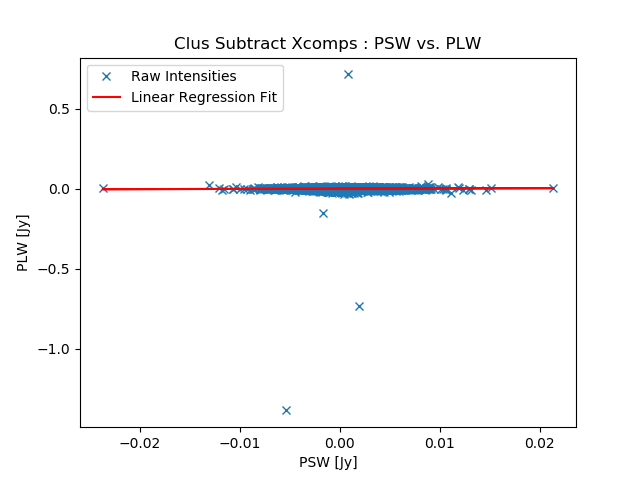 Clus Subtract Xcomps : PSW vs. PLW
Raw Intensities
Linear Regression Fit
0.5
0.0
−0.5
−1.0
PLW [Jy]
−0.02
−0.01
0.00
0.01
0.02
PSW [Jy]